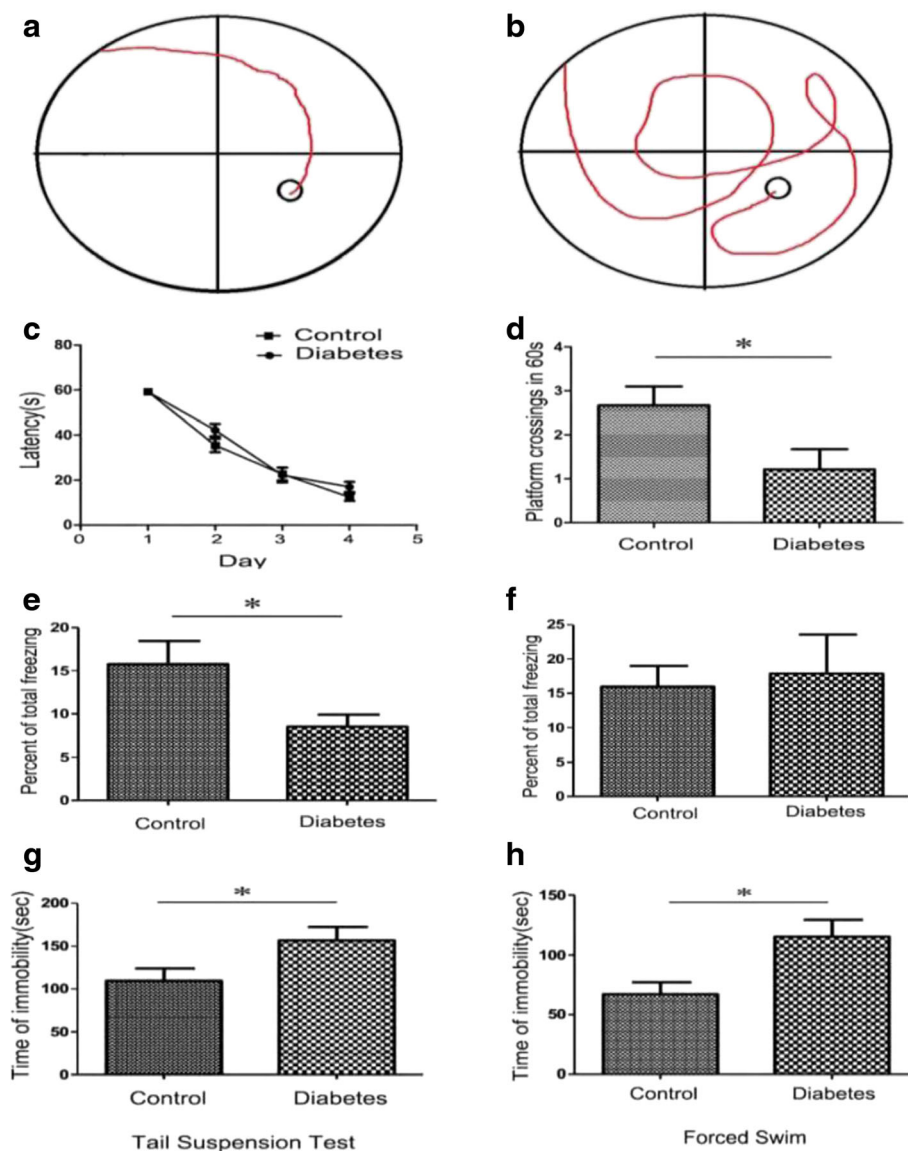 a
b
c
Control
Diabetes
80
60
40
20
0
Latency(s)
0 1 2 3 4 5
Day
d
*
4
3
2
1
0
Platform crossings in 60s
Control Diabetes
e
*
20
15
10
5
0
Percent of total freezing
Control Diabetes
f
25
20
15
10
5
0
Percent of total freezing
Control Diabetes
g
*
200
150
100
50
0
Time of immobility(sec)
Control Diabetes
Tail Suspension Test
h
*
150
100
50
0
Time of immobility(sec)
Control Diabetes
Forced Swim